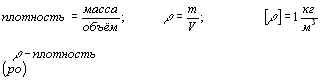 плотность = масса/объём; ρ = m/V; [ρ] = 1 кг/м³
ρ – плотность
(ро)